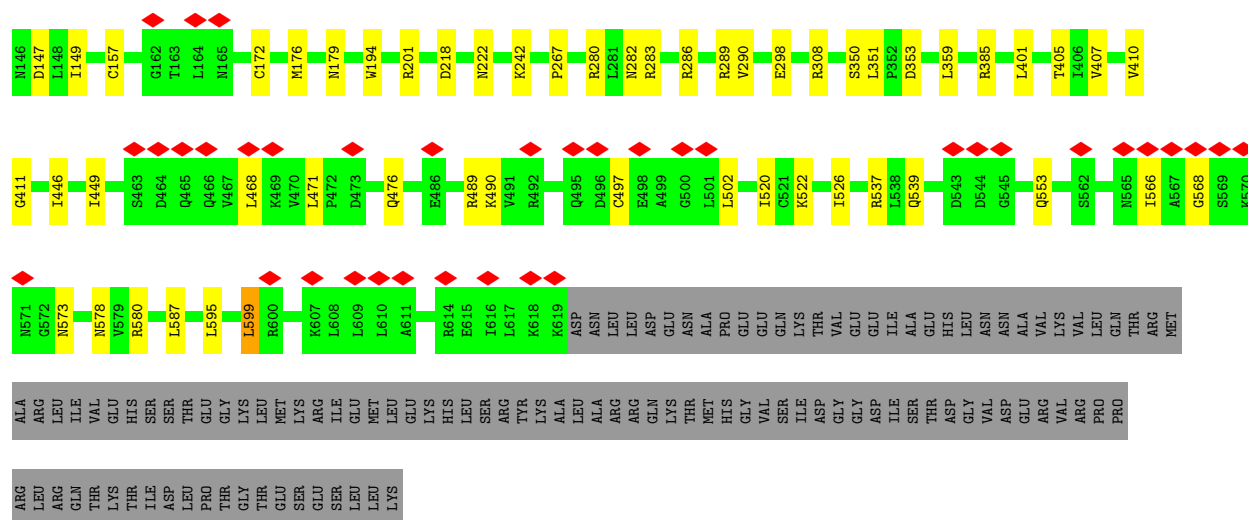 N146 D147 L148 I149 C157 G162 T163 L164 N165 C172 M176 N179 W194 R201 D218 N222 K242 P267 R280 L281 N282 R283 R286 R289 V290 E298 R308 S350 L351 P352 D353 L359 R385 L401 T405 I406 V407 V410
G411 I446 I449 S463 D464 Q465 Q466 V467 L468 K469 V470 L471 P472 D473 Q476 E486 R489 K490 V491 R492 Q495 D496 C497 E498 A499 G500 L501 L502 I520 C521 K522 I526 R537 L538 Q539 D543 D544 G545 Q553 S562 N565 I566 A567 G568 S569 K570
N571 G572 N573 N578 V579 R580 L587 L595 L599 R600 K607 L608 L609 L610 A611 R614 E615 I616 L617 K618 K619 ASP ASN LEU LEU ASP GLU ASN ALA PRO GLU GLU GLN LYS THR VAL GLU GLU ILE ALA GLU HIS LEU ASN ASN ALA VAL LYS VAL LEU GLN THR ARG MET
ALA ARG LEU ILE VAL GLU HIS SER SER THR GLU GLY LYS LEU MET LYS ARG ILE GLU MET LEU GLU LYS HIS LEU SER ARG TYR LYS ALA LEU ALA ARG ARG GLN LYS THR MET HIS GLY VAL SER ILE ASP GLY GLY ASP ILE SER THR ASP GLY VAL ASP GLU ARG VAL ARG PRO PRO
ARG LEU ARG GLN THR LYS THR ILE ASP LEU PRO THR GLY THR GLU SER GLU SER LEU LEU LYS